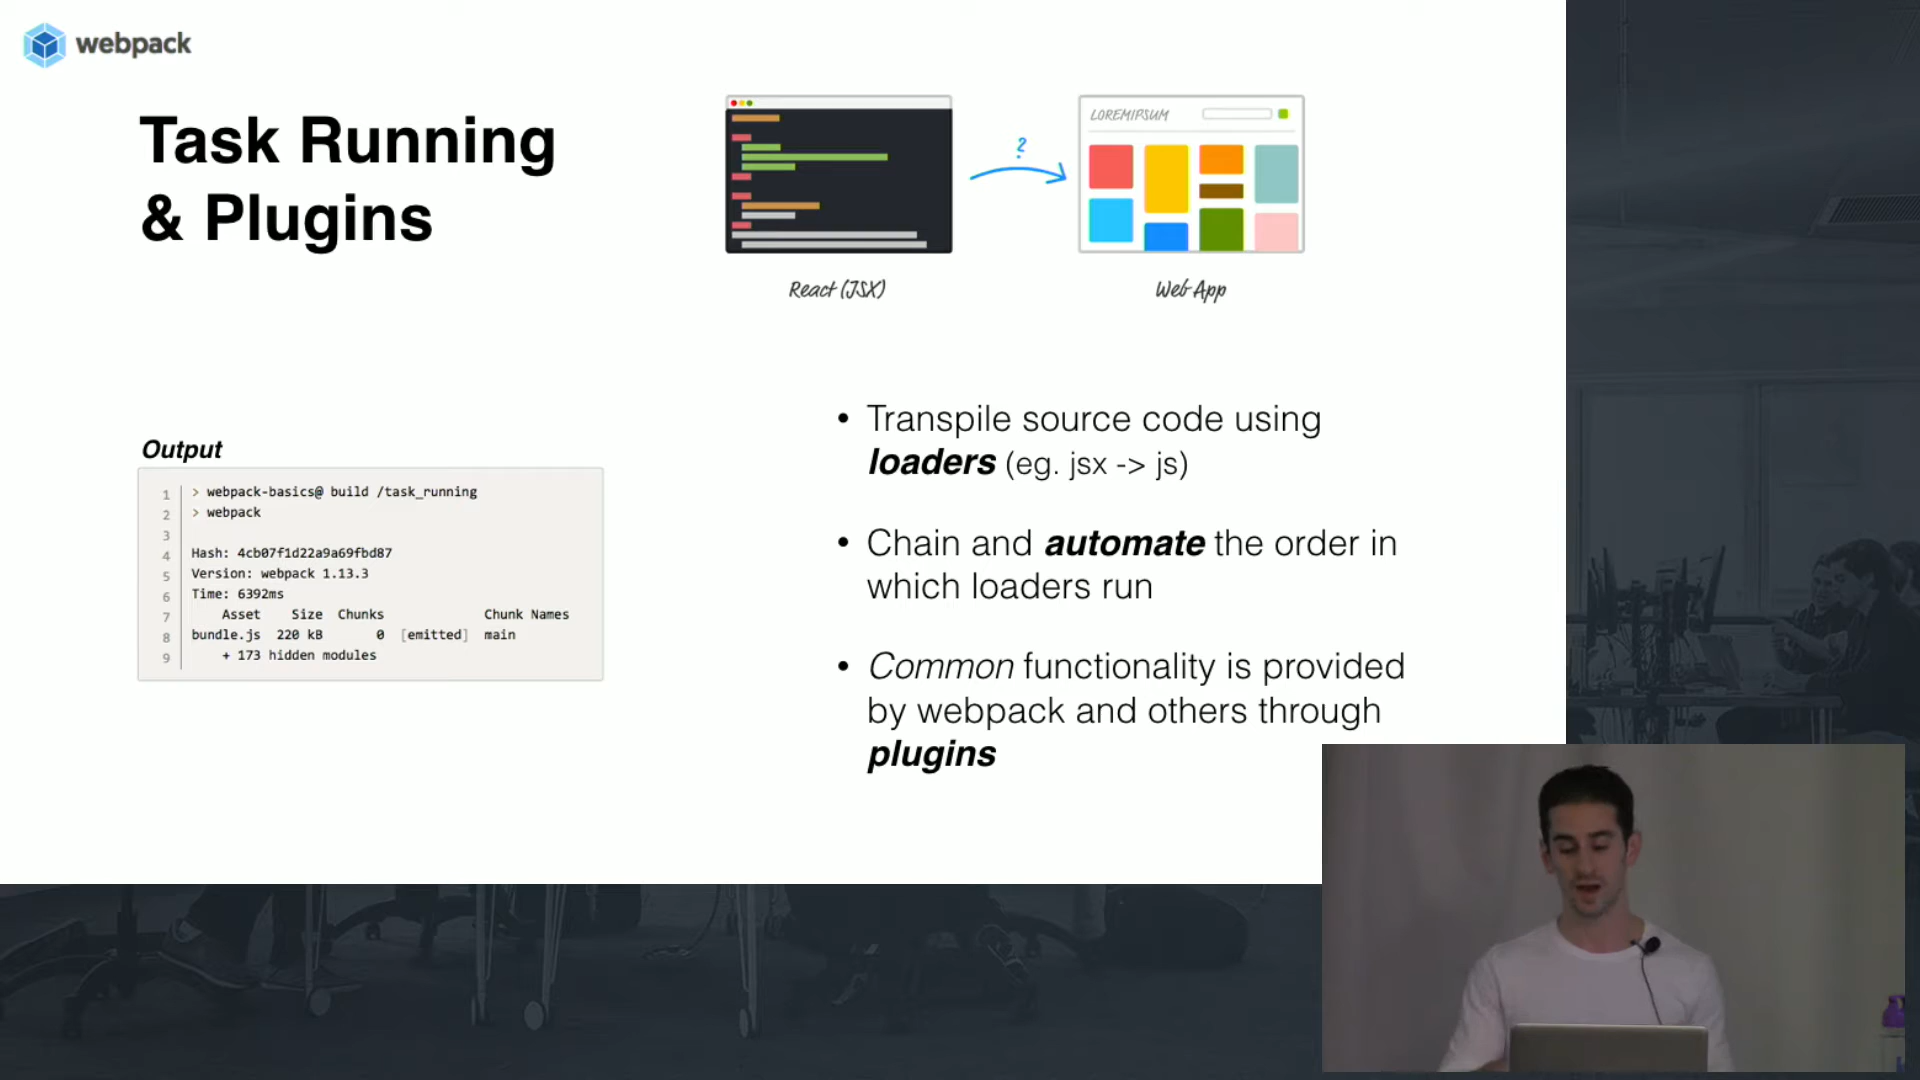 webpack
Task Running
& Plugins
LOREMIPSUM
?
React (JSX)
Web App
Output
1 > webpack-basics@ build /task_running
2 > webpack
3
4 Hash: 4cb07f1d22a9a69fbd87
5 Version: webpack 1.13.3
6 Time: 6392ms
7 Asset Size Chunks Chunk Names
8 bundle.js 220 kB 0 [emitted] main
9 + 173 hidden modules
• Transpile source code using
loaders (eg. jsx -> js)
• Chain and automate the order in
which loaders run
• Common functionality is provided
by webpack and others through
plugins